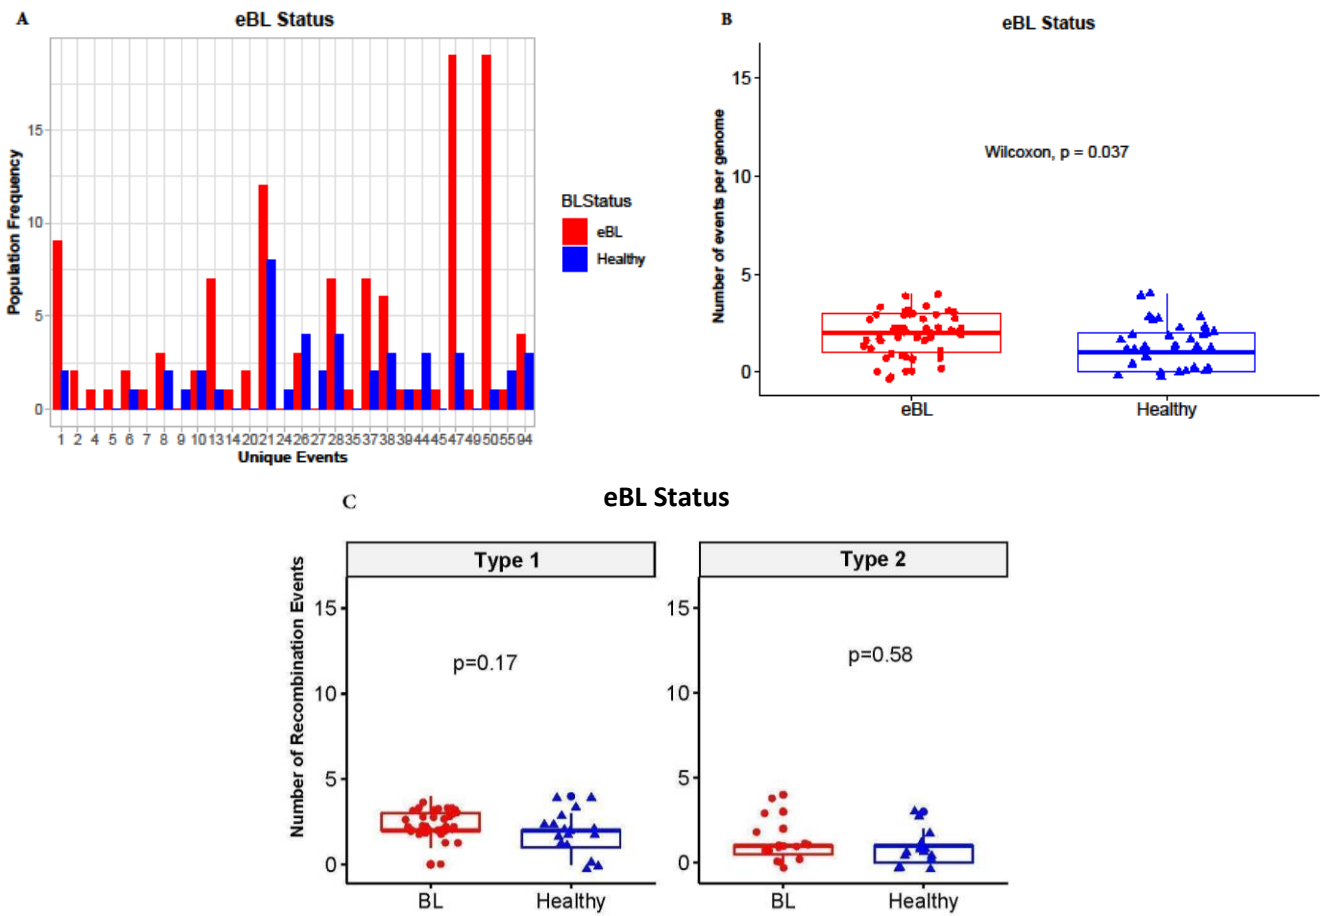 A
eBL Status
Population Frequency
15
10
5
0
1 2 4 5 6 7 8 9 10 13 14 20 21 24 26 27 28 35 37 38 39 44 45 47 49 50 55 94
Unique Events
BLStatus
eBL
Healthy
B
eBL Status
Number of events per genome
15
10
5
0
Wilcoxon, p = 0.037
eBL Healthy
C
eBL Status
Number of Recombination Events
Type 1
15
10
5
0
p=0.17
BL Healthy
Type 2
15
10
5
0
p=0.58
BL Healthy